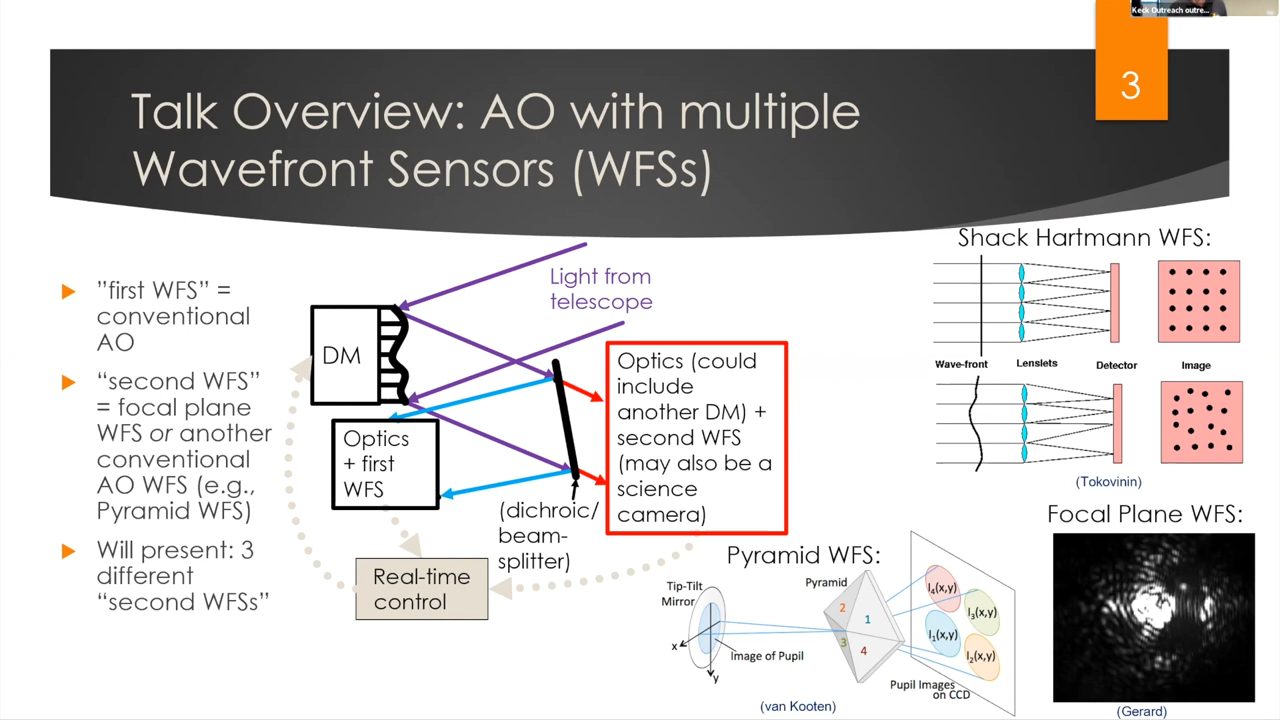 Keck Outreach outre...
3
Talk Overview: AO with multiple
Wavefront Sensors (WFSs)
"first WFS" =
conventional
AO
"second WFS"
= focal plane
WFS or another
conventional
AO WFS (e.g.,
Pyramid WFS)
Will present: 3
different
"second WFSs"
Light from
telescope
DM
Optics
+ first
WFS
(dichroic/
beam-
splitter)
Optics (could
include
another DM) +
second WFS
(may also be a
science
camera)
Real-time
control
Shack Hartmann WFS:
Wave-front Lenslets Detector Image
(Tokovinin)
Pyramid WFS:
Tip-Tilt
Mirror
x
y
Image of Pupil
Pyramid
2
1
3
4
I4(x,y)
I3(x,y)
I1(x,y)
I2(x,y)
Pupil Images
on CCD
(van Kooten)
Focal Plane WFS:
(Gerard)